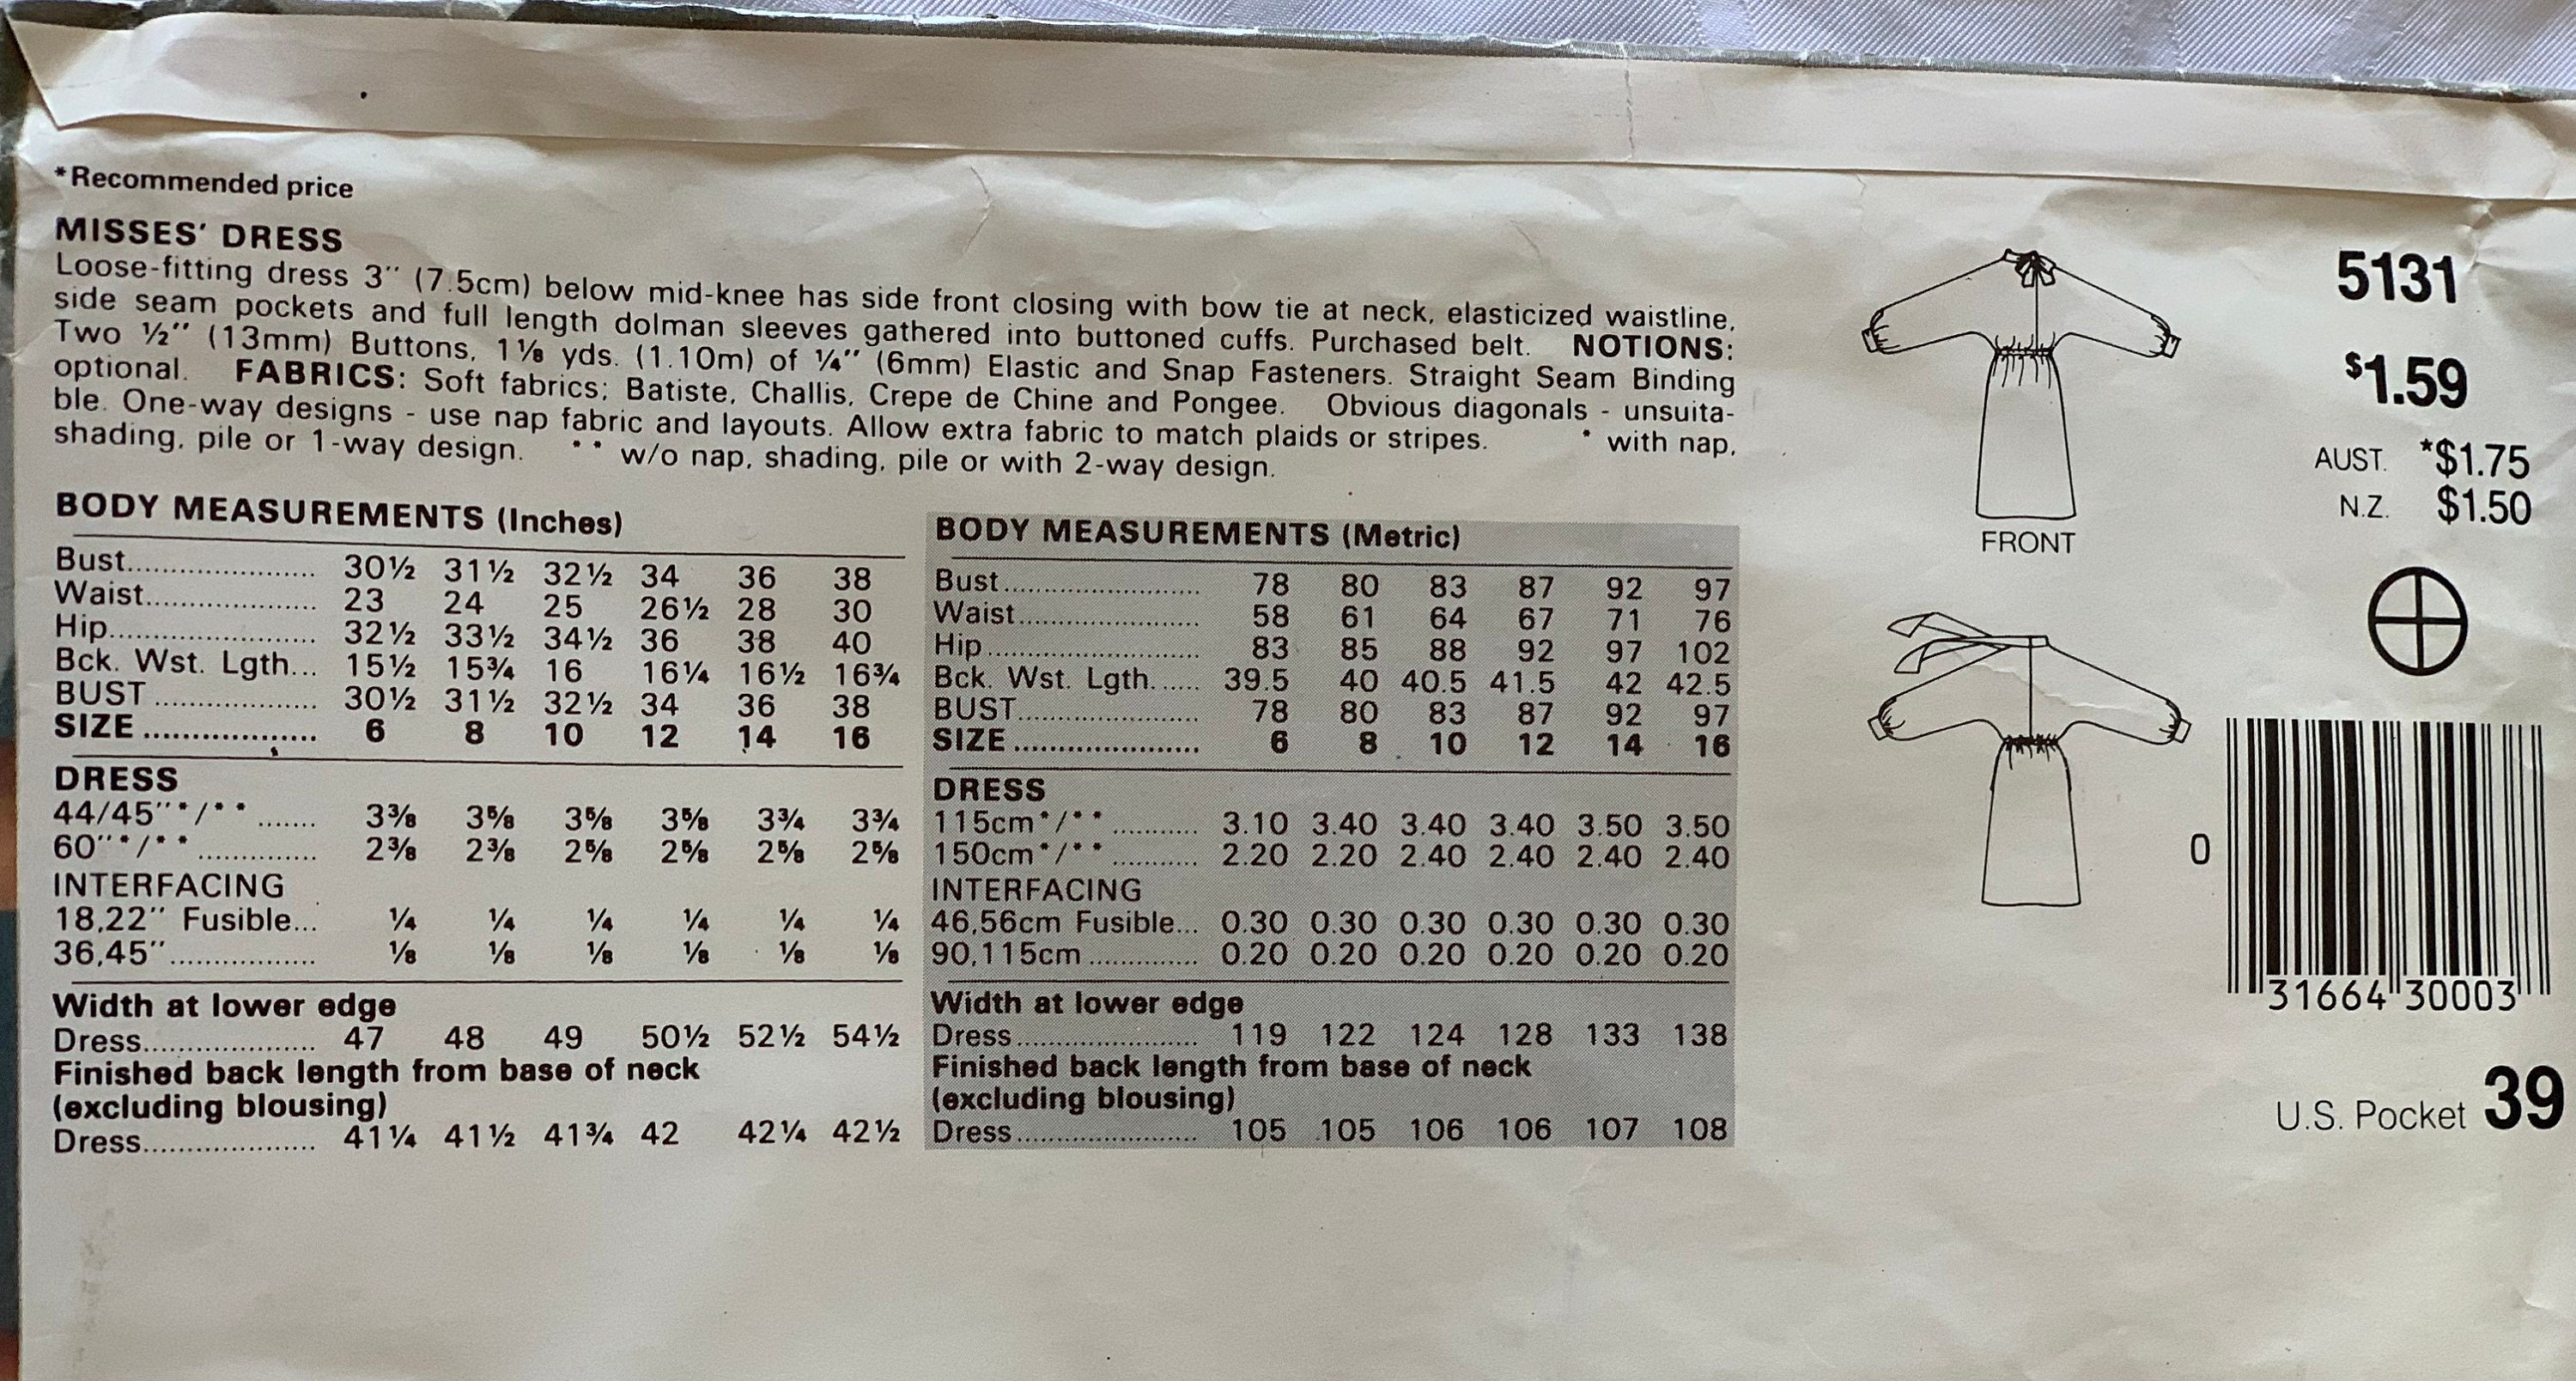 *Recommended price
MISSES' DRESS
Loose-fitting dress 3'' (7.5cm) below mid-knee has side front closing with bow tie at neck, elasticized waistline,
side seam pockets and full length dolman sleeves gathered into buttoned cuffs. Purchased belt. NOTIONS:
Two ½'' (13mm) Buttons, 1⅛ yds. (1.10m) of ¼'' (6mm) Elastic and Snap Fasteners. Straight Seam Binding
optional. FABRICS: Soft fabrics; Batiste, Challis, Crepe de Chine and Pongee. Obvious diagonals - unsuita-
ble. One-way designs - use nap fabric and layouts. Allow extra fabric to match plaids or stripes. * with nap,
shading, pile or 1-way design. ** w/o nap, shading, pile or with 2-way design.
BODY MEASUREMENTS (Inches)
Bust...................... 30½ 31½ 32½ 34 36 38
Waist.................... 23 24 25 26½ 28 30
Hip........................ 32½ 33½ 34½ 36 38 40
Bck. Wst. Lgth... 15½ 15¾ 16 16¼ 16½ 16¾
BUST ................... 30½ 31½ 32½ 34 36 38
SIZE ................... 6 8 10 12 14 16
DRESS
44/45''*/** ....... 3⅜ 3⅝ 3⅝ 3⅝ 3¾ 3¾
60''*/** .............. 2⅜ 2⅜ 2⅝ 2⅝ 2⅝ 2⅝
INTERFACING
18,22'' Fusible... ¼ ¼ ¼ ¼ ¼ ¼
36,45''................. ⅛ ⅛ ⅛ ⅛ ⅛ ⅛
Width at lower edge
Dress.................... 47 48 49 50½ 52½ 54½
Finished back length from base of neck
(excluding blousing)
Dress.................... 41¼ 41½ 41¾ 42 42¼ 42½
BODY MEASUREMENTS (Metric)
Bust....................... 78 80 83 87 92 97
Waist..................... 58 61 64 67 71 76
Hip......................... 83 85 88 92 97 102
Bck. Wst. Lgth...... 39.5 40 40.5 41.5 42 42.5
BUST...................... 78 80 83 87 92 97
SIZE ...................... 6 8 10 12 14 16
DRESS
115cm*/** ........... 3.10 3.40 3.40 3.40 3.50 3.50
150cm*/** ........... 2.20 2.20 2.40 2.40 2.40 2.40
INTERFACING
46,56cm Fusible... 0.30 0.30 0.30 0.30 0.30 0.30
90,115cm ............. 0.20 0.20 0.20 0.20 0.20 0.20
Width at lower edge
Dress...................... 119 122 124 128 133 138
Finished back length from base of neck
(excluding blousing)
Dress...................... 105 105 106 106 107 108
FRONT
5131
$1.59
AUST. *$1.75
N.Z. $1.50
0 31664 30003
U.S. Pocket 39